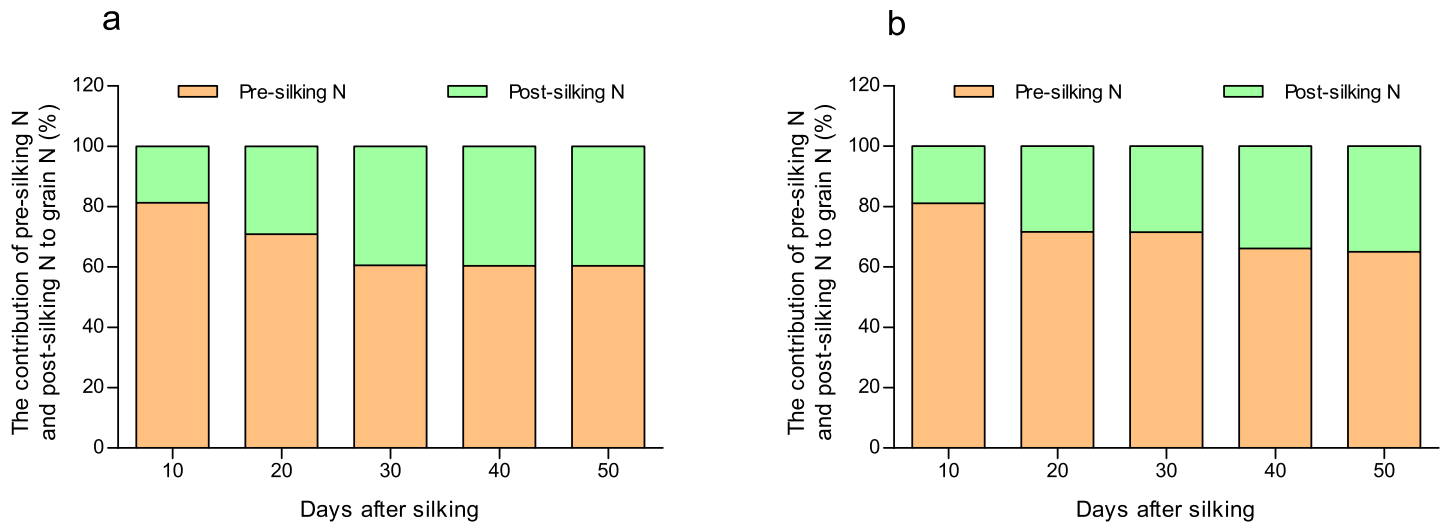 a
Pre-silking N
Post-silking N
The contribution of pre-silking N
and post-silking N to grain N (%)
120
100
80
60
40
20
0
10
20
30
40
50
Days after silking
b
Pre-silking N
Post-silking N
The contribution of pre-silking N
and post-silking N to grain N (%)
120
100
80
60
40
20
0
10
20
30
40
50
Days after silking